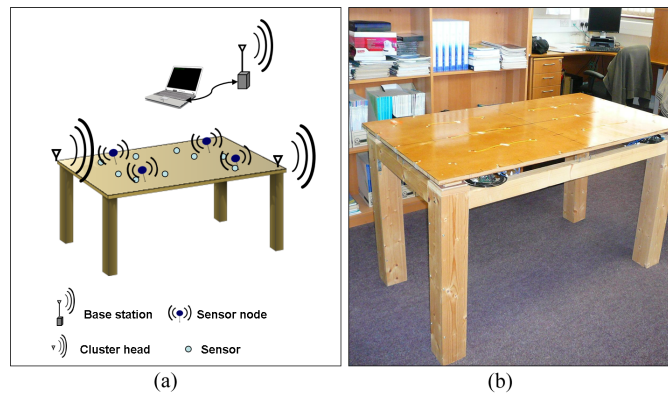 Base station
Sensor node
Cluster head
Sensor
(a)
(b)